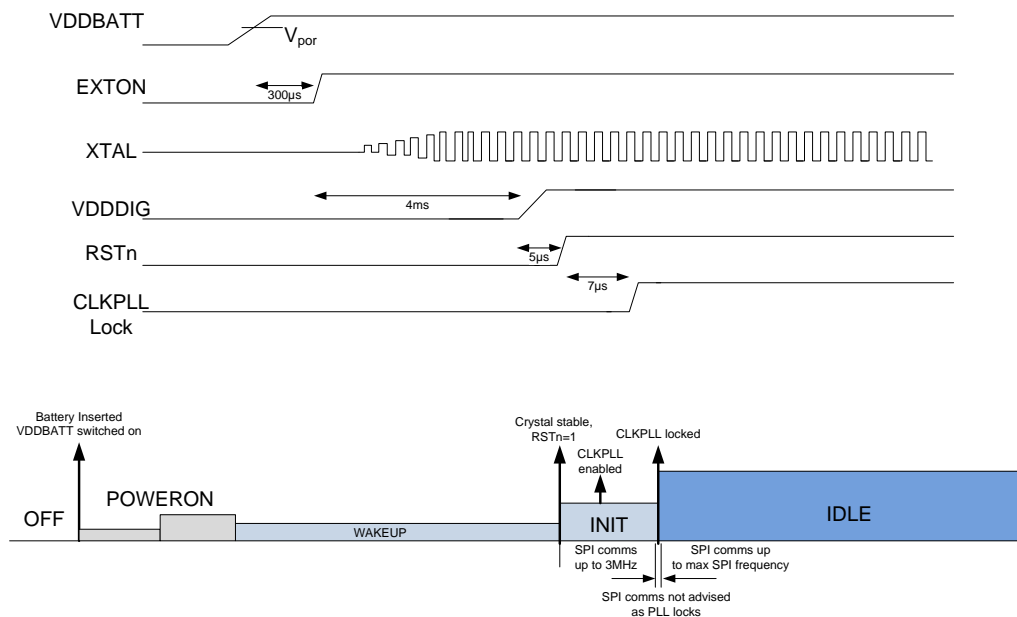 VDDBATT
Vpor
EXTON
300µs
XTAL
4ms
VDDDIG
5µs
RSTn
7µs
CLKPLL
Lock
Battery Inserted
VDDBATT switched on
Crystal stable,
RSTn=1
CLKPLL locked
CLKPLL
enabled
OFF
POWERON
WAKEUP
INIT
IDLE
SPI comms
up to 3MHz
SPI comms up
to max SPI frequency
SPI comms not advised
as PLL locks